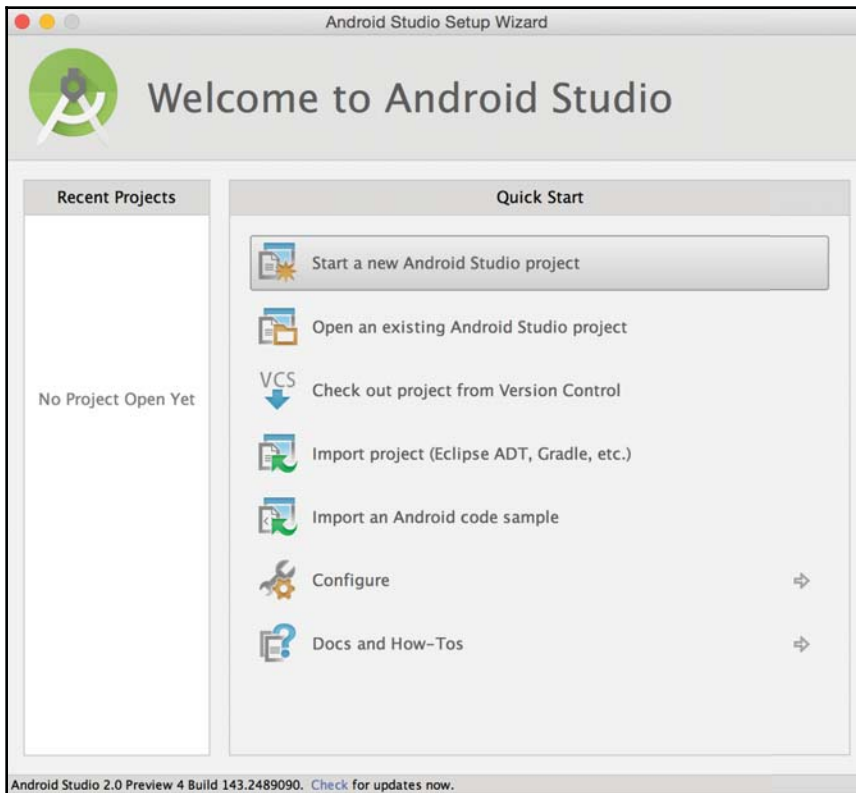 Android Studio Setup Wizard
Welcome to Android Studio
Recent Projects
No Project Open Yet
Quick Start
Start a new Android Studio project
Open an existing Android Studio project
VCS
Check out project from Version Control
Import project (Eclipse ADT, Gradle, etc.)
Import an Android code sample
Configure
Docs and How-Tos
Android Studio 2.0 Preview 4 Build 143.2489090. Check for updates now.